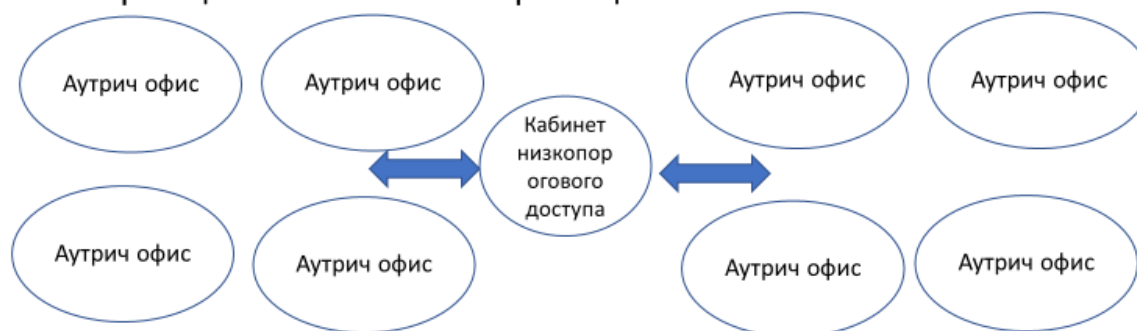 Аутрич офис
Аутрич офис
Аутрич офис
Аутрич офис
Кабинет
низкопор
огового
доступа
Аутрич офис
Аутрич офис
Аутрич офис
Аутрич офис